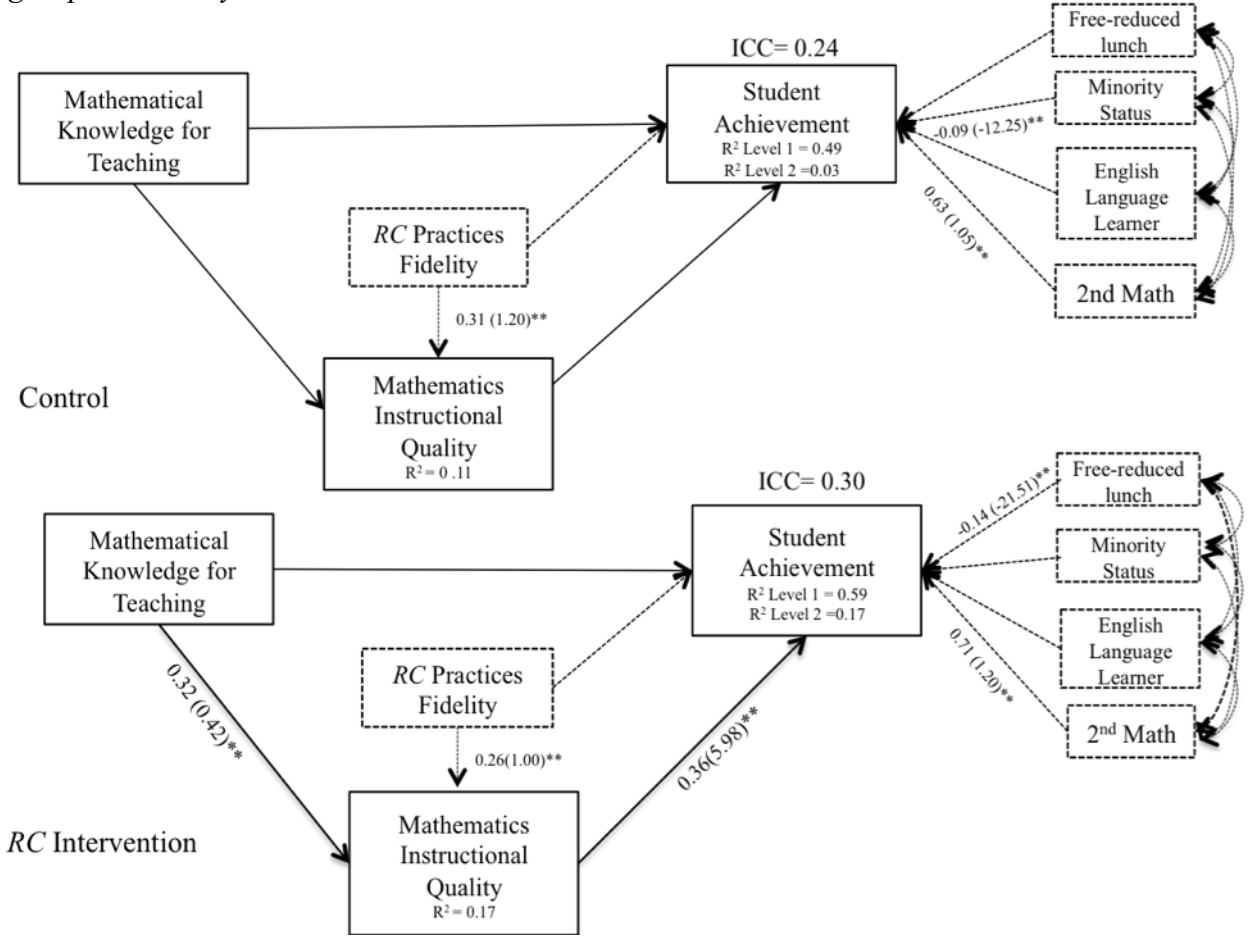 ICC= 0.24
Mathematical
Knowledge for
Teaching
Student
Achievement
R² Level 1 = 0.49
R² Level 2 =0.03
Free-reduced
lunch
Minority
Status
-0.09 (-12.25)**
English
Language
Learner
0.63 (1.05)**
2nd Math
RC Practices
Fidelity
0.31 (1.20)**
Mathematics
Instructional
Quality
R² = 0 .11
Control
ICC= 0.30
Mathematical
Knowledge for
Teaching
Student
Achievement
R² Level 1 = 0.59
R² Level 2 =0.17
Free-reduced
lunch
-0.14 (-21.51)**
Minority
Status
English
Language
Learner
0.71 (1.20)**
2nd Math
RC Practices
Fidelity
0.32 (0.42)**
0.26(1.00)**
0.36(5.98)**
Mathematics
Instructional
Quality
R² = 0.17
RC Intervention